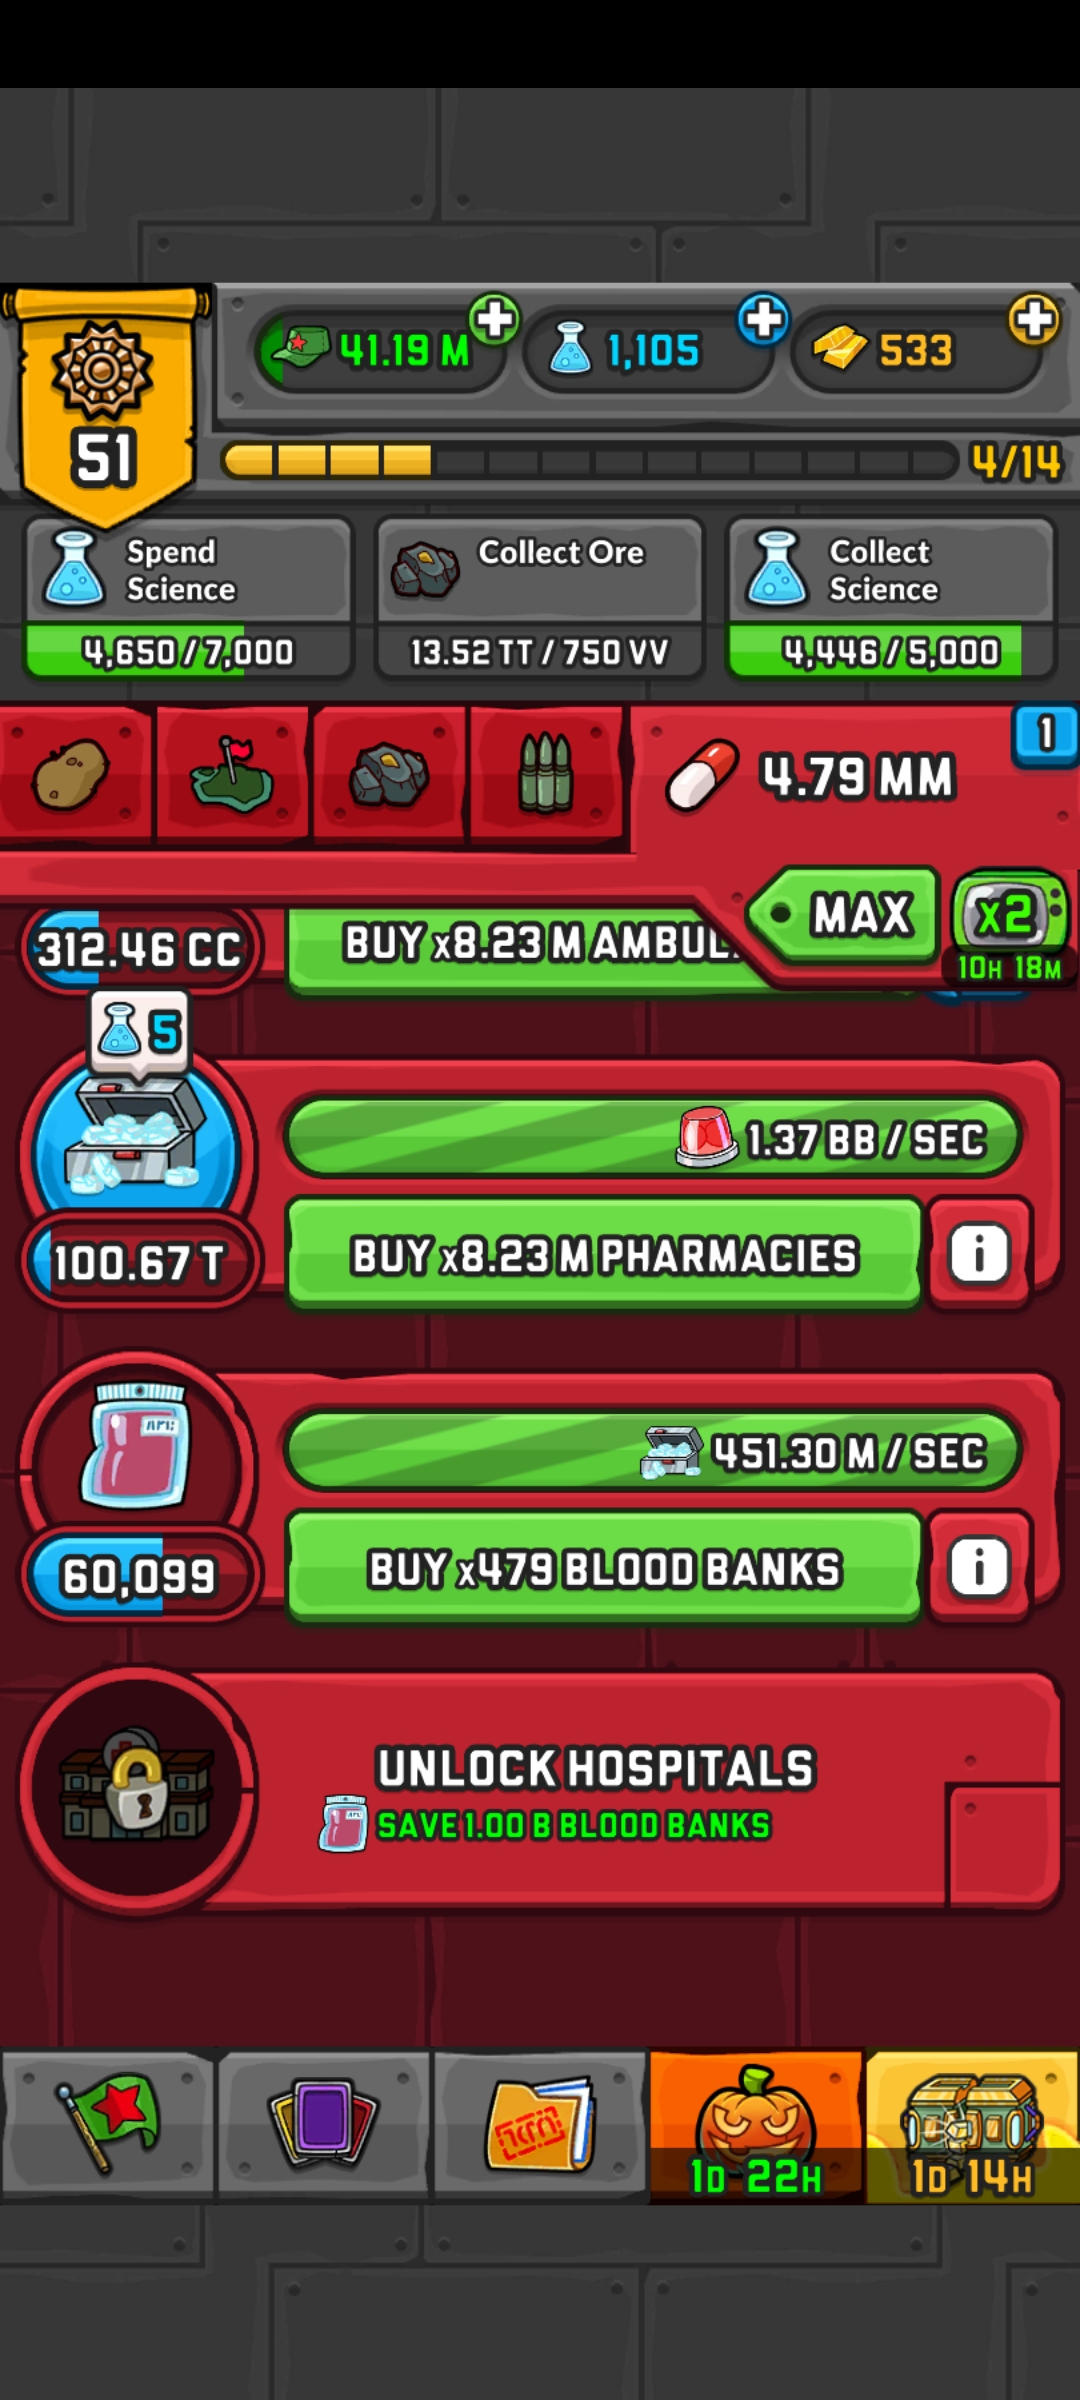 41.19 M
1,105
533
51
4/14
Spend
Science
4,650/7,000
Collect Ore
13.52 TT / 750 VV
Collect
Science
4,446/5,000
4.79 MM
1
MAX
x2
10H 18M
312.46 CC
BUY x8.23 M AMBUL.
5
1.37 BB / SEC
100.67 T
BUY x8.23 M PHARMACIES
i
451.30 M / SEC
60,099
BUY x479 BLOOD BANKS
i
UNLOCK HOSPITALS
SAVE 1.00 B BLOOD BANKS
1D 22H
1D 14H